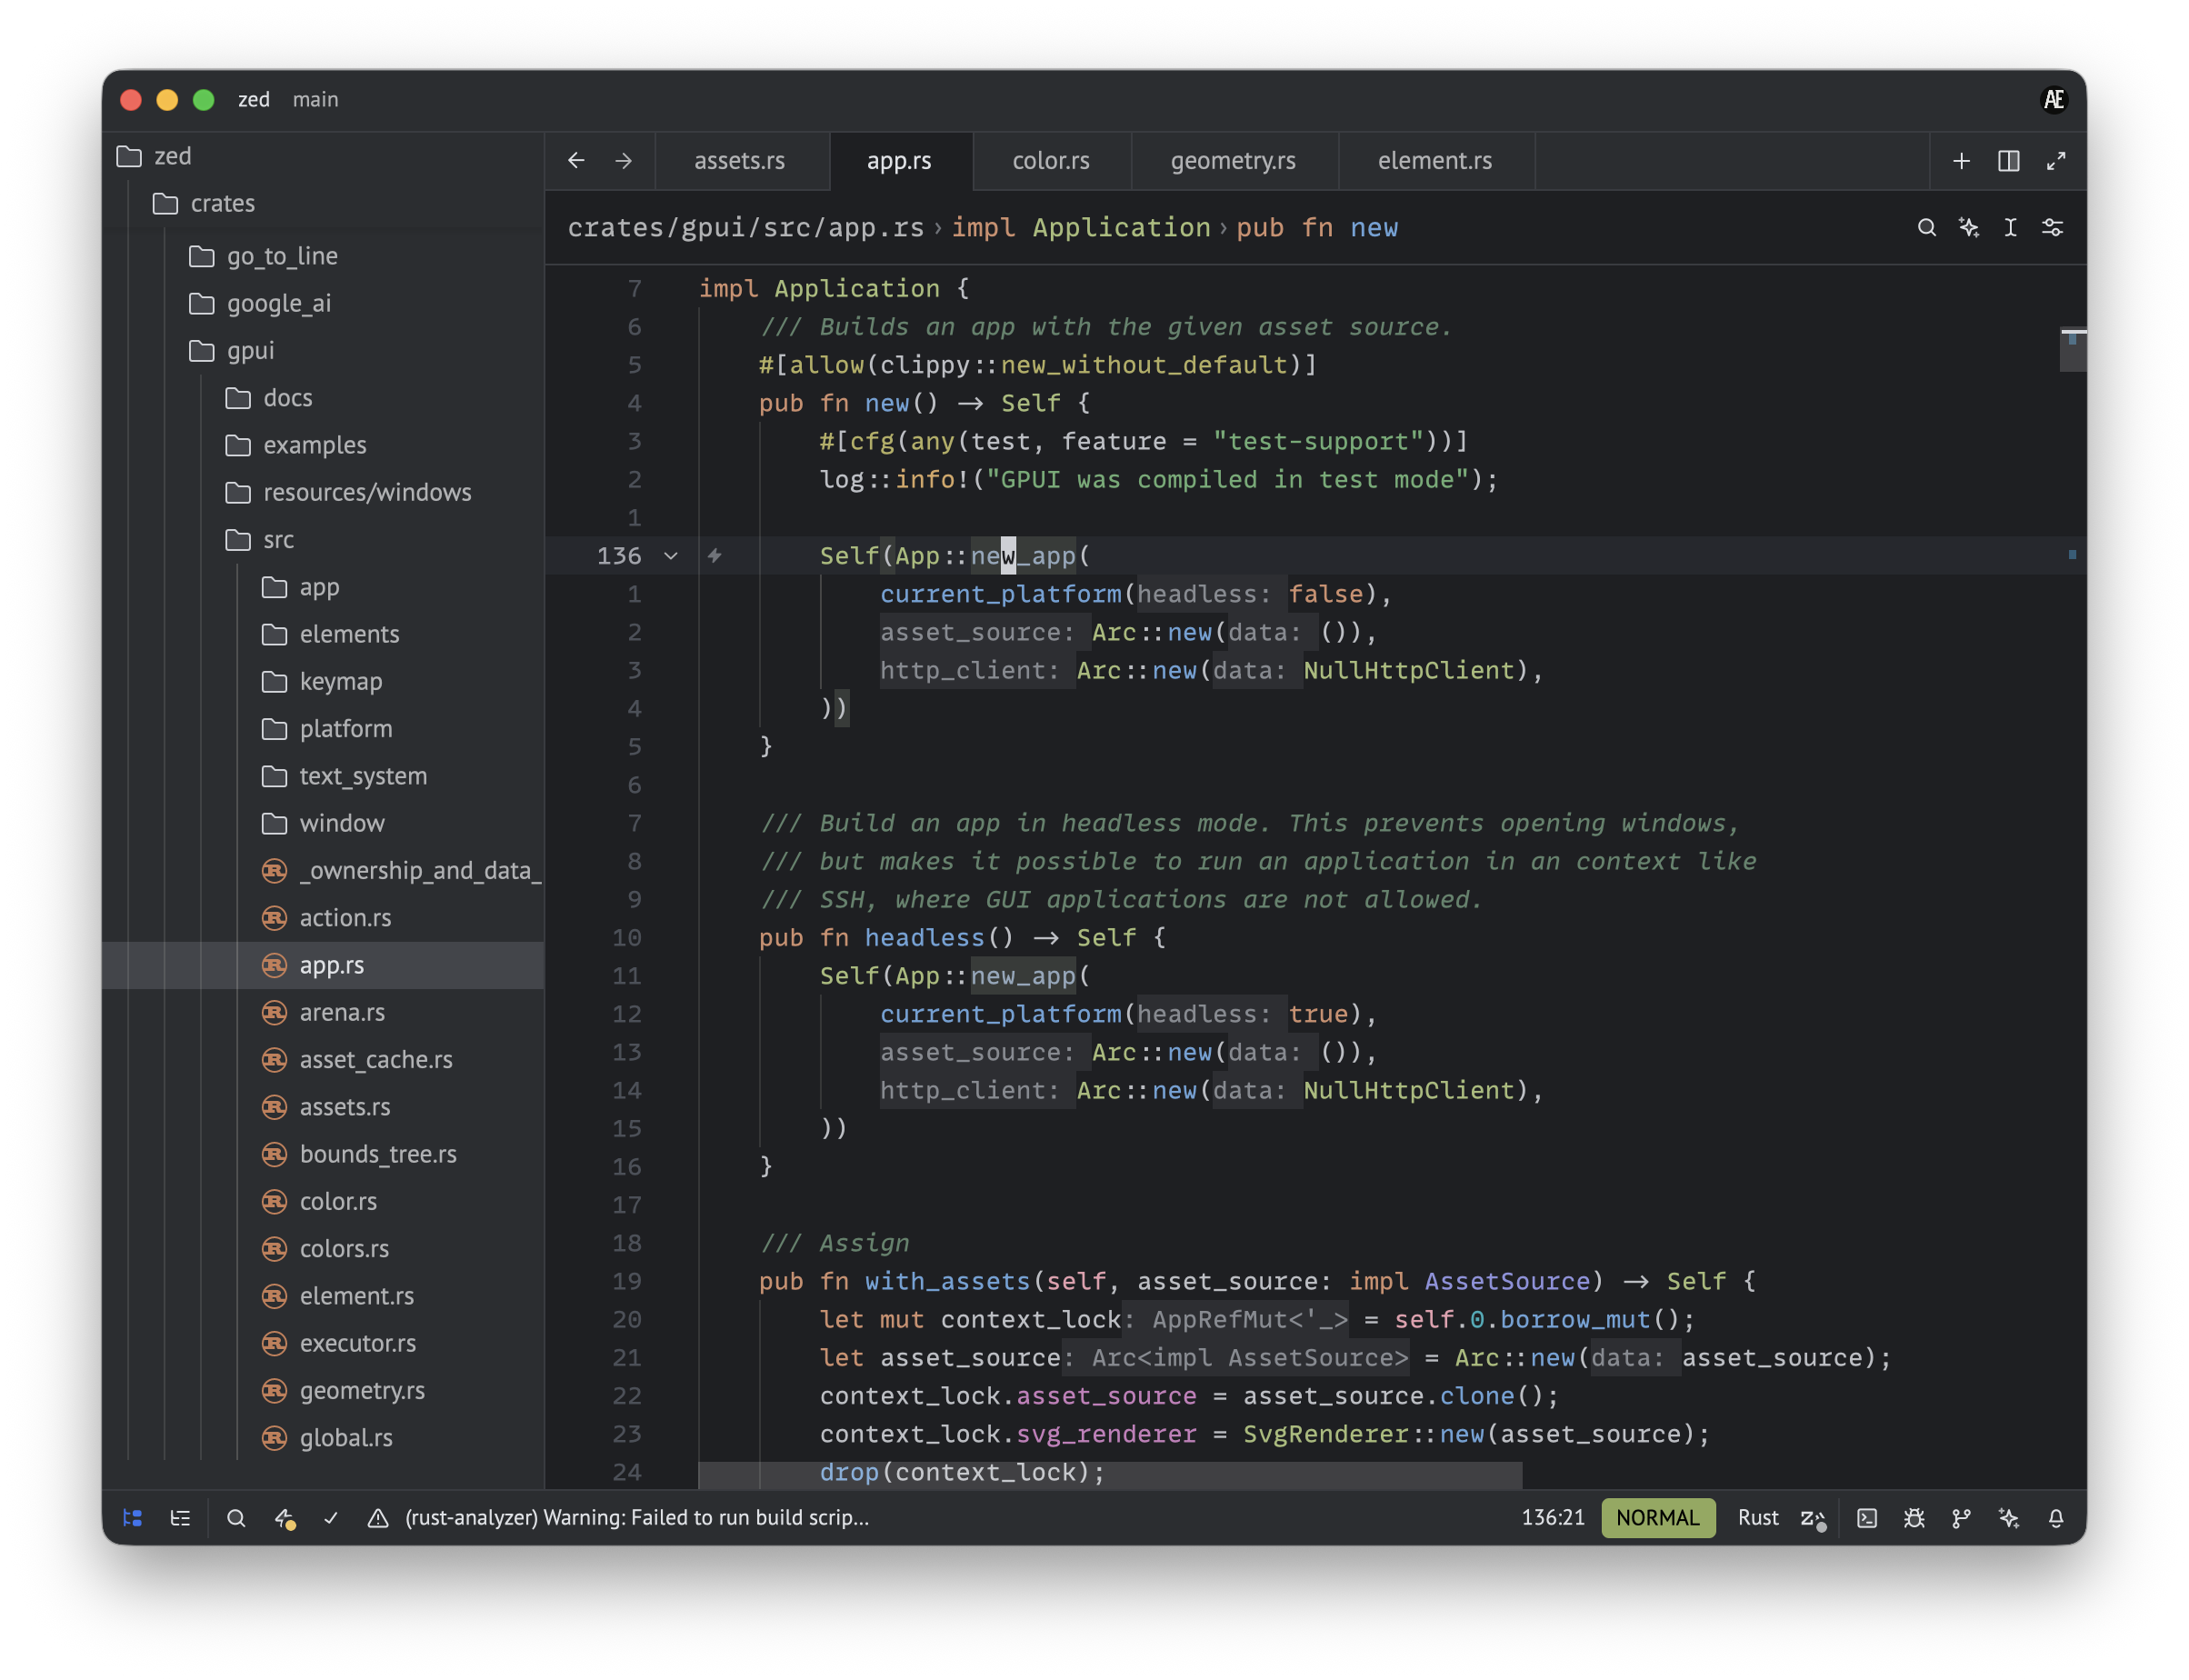 zed main
AE
zed
crates
go_to_line
google_ai
gpui
docs
examples
resources/windows
src
app
elements
keymap
platform
text_system
window
_ownership_and_data_
action.rs
app.rs
arena.rs
asset_cache.rs
assets.rs
bounds_tree.rs
color.rs
colors.rs
element.rs
executor.rs
geometry.rs
global.rs
assets.rs app.rs color.rs geometry.rs element.rs
crates/gpui/src/app.rs › impl Application › pub fn new
7 impl Application {
6 /// Builds an app with the given asset source.
5 #[allow(clippy::new_without_default)]
4 pub fn new() -> Self {
3 #[cfg(any(test, feature = "test-support"))]
2 log::info!("GPUI was compiled in test mode");
1
136 Self(App::new_app(
1 current_platform(headless: false),
2 asset_source: Arc::new(data: ()),
3 http_client: Arc::new(data: NullHttpClient),
4 ))
5 }
6
7 /// Build an app in headless mode. This prevents opening windows,
8 /// but makes it possible to run an application in an context like
9 /// SSH, where GUI applications are not allowed.
10 pub fn headless() -> Self {
11 Self(App::new_app(
12 current_platform(headless: true),
13 asset_source: Arc::new(data: ()),
14 http_client: Arc::new(data: NullHttpClient),
15 ))
16 }
17
18 /// Assign
19 pub fn with_assets(self, asset_source: impl AssetSource) -> Self {
20 let mut context_lock: AppRefMut<'_> = self.0.borrow_mut();
21 let asset_source: Arc<impl AssetSource> = Arc::new(data: asset_source);
22 context_lock.asset_source = asset_source.clone();
23 context_lock.svg_renderer = SvgRenderer::new(asset_source);
24 drop(context_lock);
(rust-analyzer) Warning: Failed to run build scrip... 136:21 NORMAL Rust